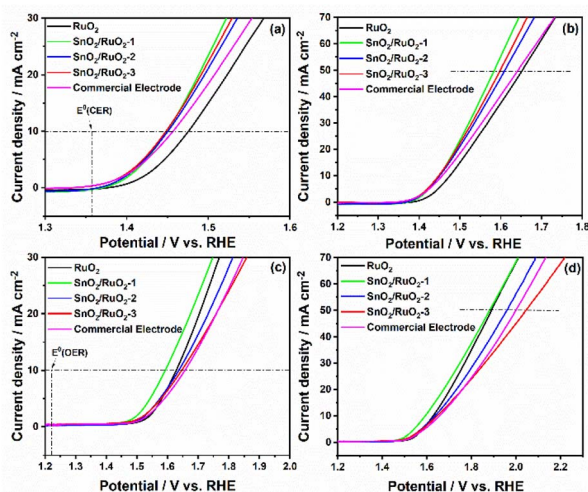 (a)
RuO2
SnO2/RuO2-1
SnO2/RuO2-2
SnO2/RuO2-3
Commercial Electrode
E0(CER)
30
20
10
0
1.3 1.4 1.5 1.6
Current density / mA cm-2
Potential / V vs. RHE
(b)
RuO2
SnO2/RuO2-1
SnO2/RuO2-2
SnO2/RuO2-3
Commercial Electrode
70
60
50
40
30
20
10
0
1.2 1.3 1.4 1.5 1.6 1.7 1.8
Current density / mA cm-2
Potential / V vs. RHE
(c)
RuO2
SnO2/RuO2-1
SnO2/RuO2-2
SnO2/RuO2-3
Commercial Electrode
E0(OER)
30
20
10
0
1.2 1.3 1.4 1.5 1.6 1.7 1.8 1.9 2.0
Current density / mA cm-2
Potential / V vs. RHE
(d)
RuO2
SnO2/RuO2-1
SnO2/RuO2-2
SnO2/RuO2-3
Commercial Electrode
70
60
50
40
30
20
10
0
1.2 1.4 1.6 1.8 2.0 2.2
Current density / mA cm-2
Potential / V vs. RHE